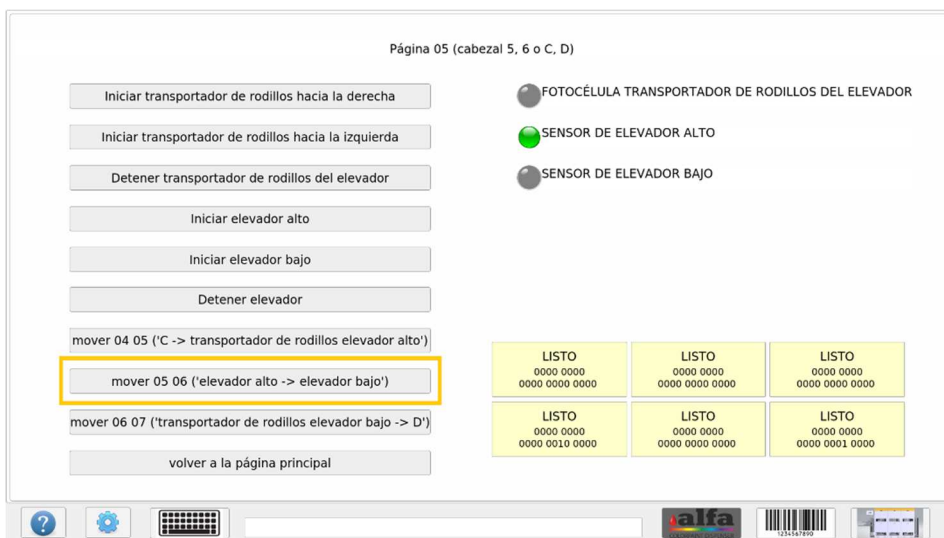 Página 05 (cabezal 5, 6 o C, D)
Iniciar transportador de rodillos hacia la derecha
Iniciar transportador de rodillos hacia la izquierda
Detener transportador de rodillos del elevador
Iniciar elevador alto
Iniciar elevador bajo
Detener elevador
mover 04 05 ('C -> transportador de rodillos elevador alto')
mover 05 06 ('elevador alto -> elevador bajo')
mover 06 07 ('transportador de rodillos elevador bajo -> D')
volver a la página principal
FOTOCÉLULA TRANSPORTADOR DE RODILLOS DEL ELEVADOR
SENSOR DE ELEVADOR ALTO
SENSOR DE ELEVADOR BAJO
LISTO
0000 0000
0000 0000 0000
LISTO
0000 0000
0000 0000 0000
LISTO
0000 0000
0000 0000 0000
LISTO
0000 0000
0000 0010 0000
LISTO
0000 0000
0000 0000 0000
LISTO
0000 0000
0000 0001 0000
?
alfa
1234567890